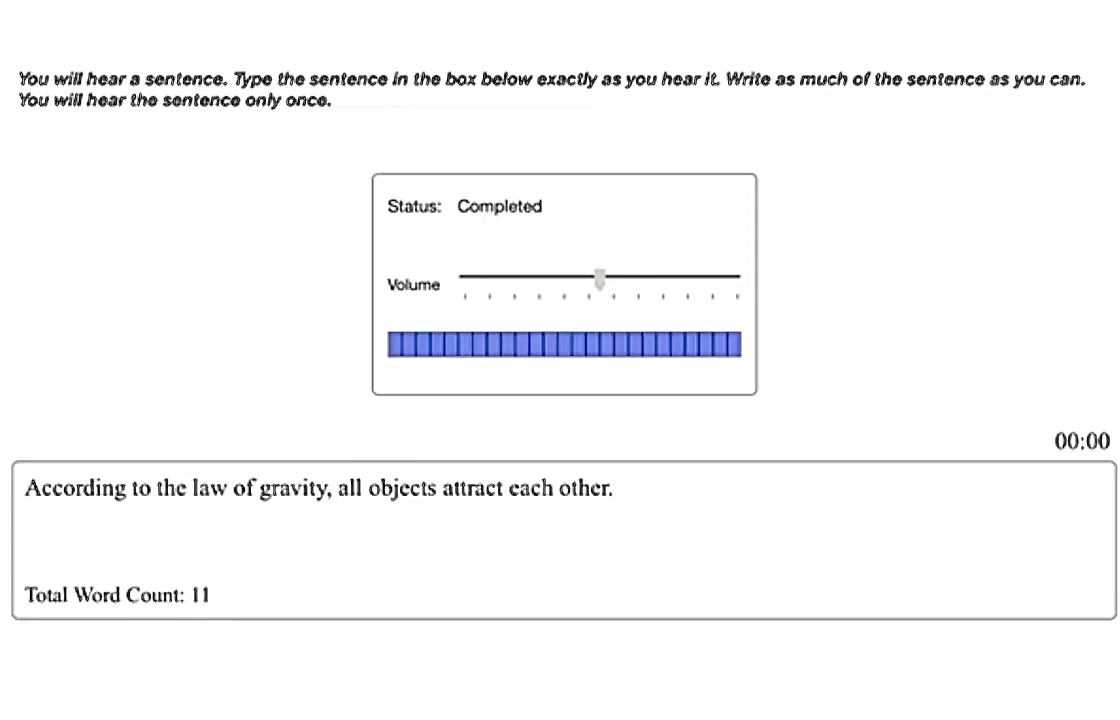 You will hear a sentence. Type the sentence in the box below exactly as you hear it. Write as much of the sentence as you can.
You will hear the sentence only once.
Status: Completed
Volume
00:00
According to the law of gravity, all objects attract each other.
Total Word Count: 11